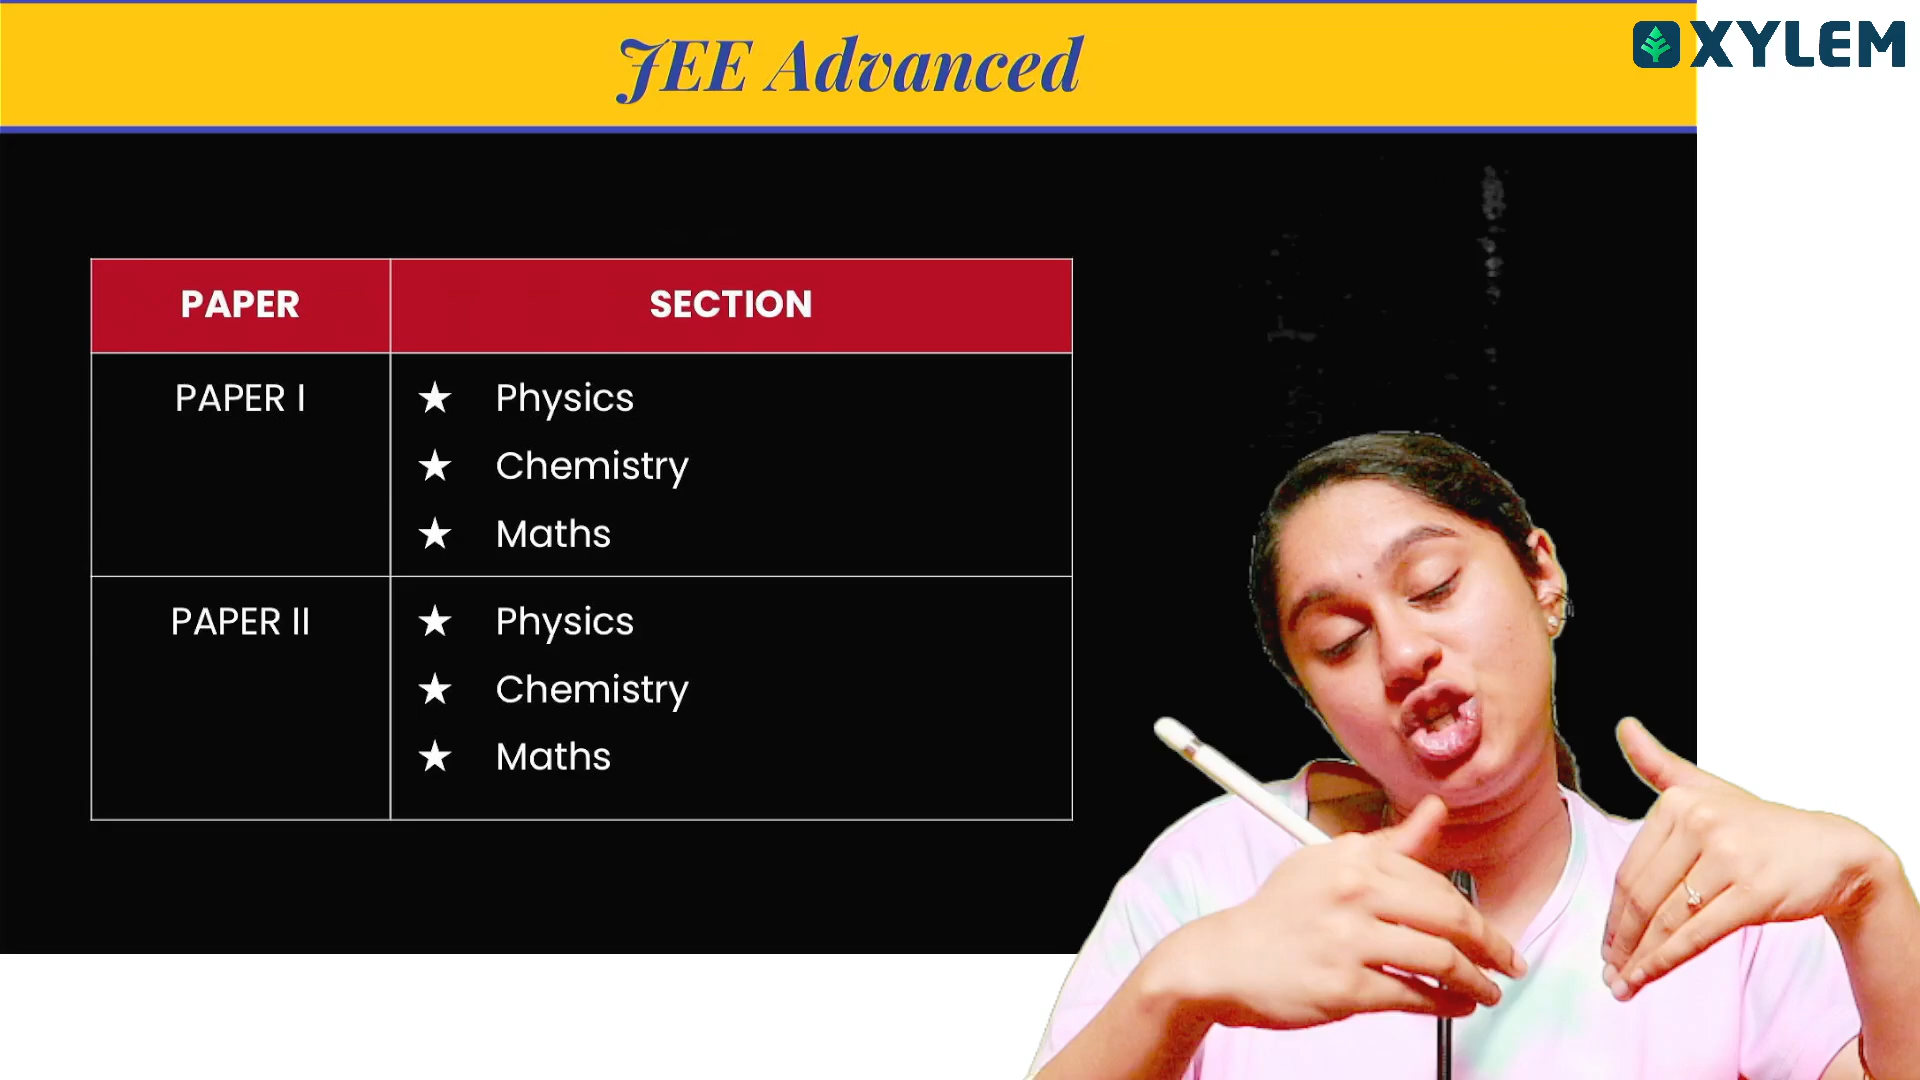 JEE Advanced
XYLEM
PAPER
SECTION
PAPER I
★ Physics
★ Chemistry
★ Maths
PAPER II
★ Physics
★ Chemistry
★ Maths